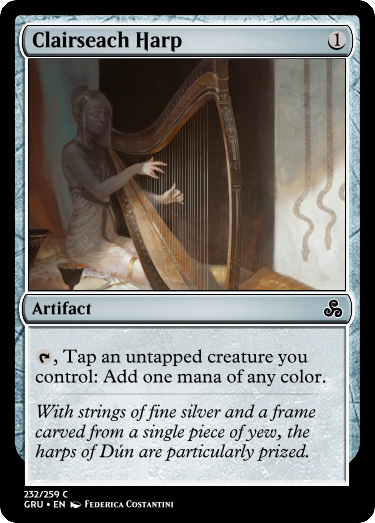 Clairseach Harp 1
Artifact
, Tap an untapped creature you
control: Add one mana of any color.
With strings of fine silver and a frame
carved from a single piece of yew, the
harps of Dún are particularly prized.
232/259 C
GRU • EN Federica Costantini